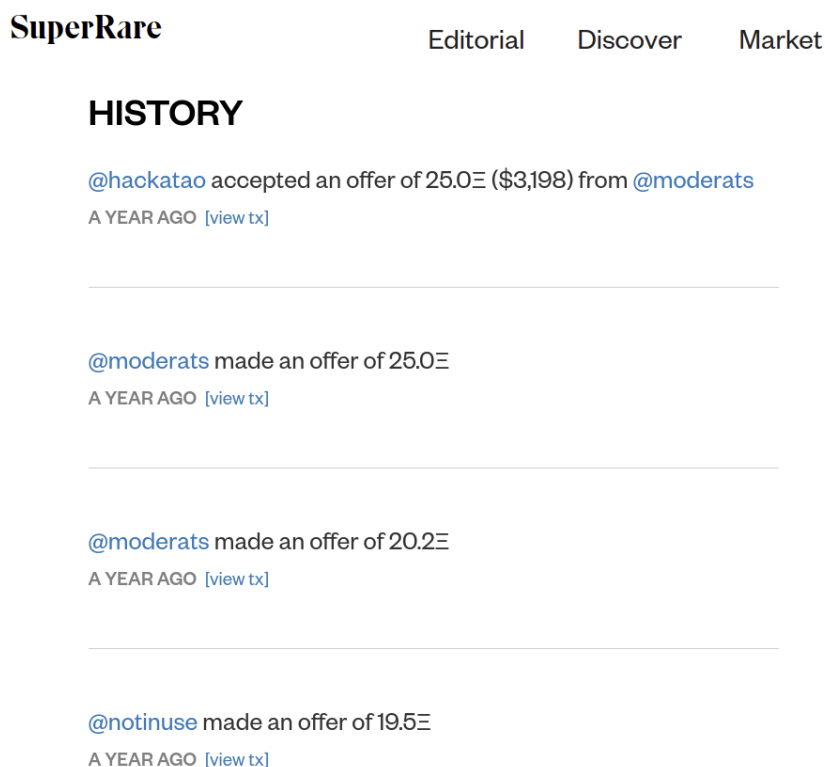 SuperRare
Editorial Discover Market
HISTORY
@hackatao accepted an offer of 25.0Ξ ($3,198) from @moderats
A YEAR AGO [view tx]
@moderats made an offer of 25.0Ξ
A YEAR AGO [view tx]
@moderats made an offer of 20.2Ξ
A YEAR AGO [view tx]
@notinuse made an offer of 19.5Ξ
A YEAR AGO [view tx]